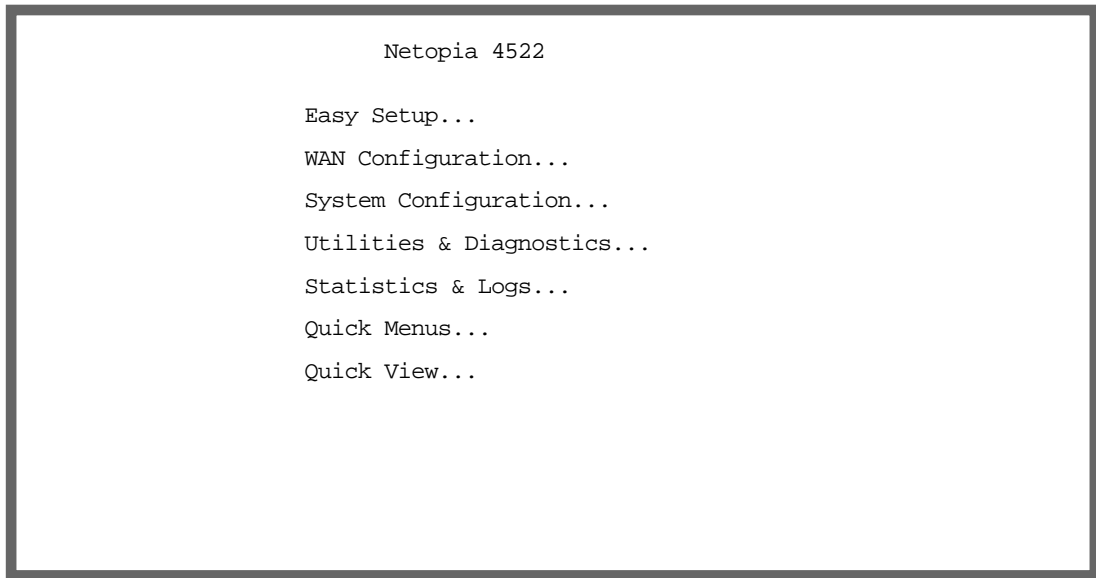 Netopia 4522
Easy Setup...
WAN Configuration...
System Configuration...
Utilities & Diagnostics...
Statistics & Logs...
Quick Menus...
Quick View...